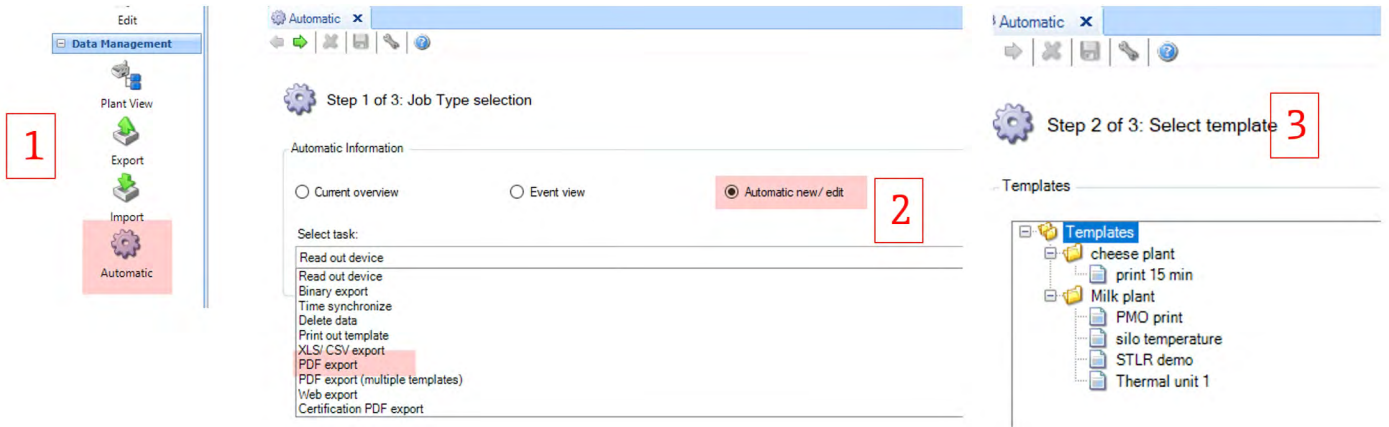 Edit
Data Management
Plant View
1
Export
Import
Automatic
Automatic
Step 1 of 3: Job Type selection
Automatic Information
Current overview
Event view
Automatic new/ edit
2
Select task:
Read out device
Read out device
Binary export
Time synchronize
Delete data
Print out template
XLS/ CSV export
PDF export
PDF export (multiple templates)
Web export
Certification PDF export
Automatic
Step 2 of 3: Select template
3
Templates
Templates
cheese plant
print 15 min
Milk plant
PMO print
silo temperature
STLR demo
Thermal unit 1